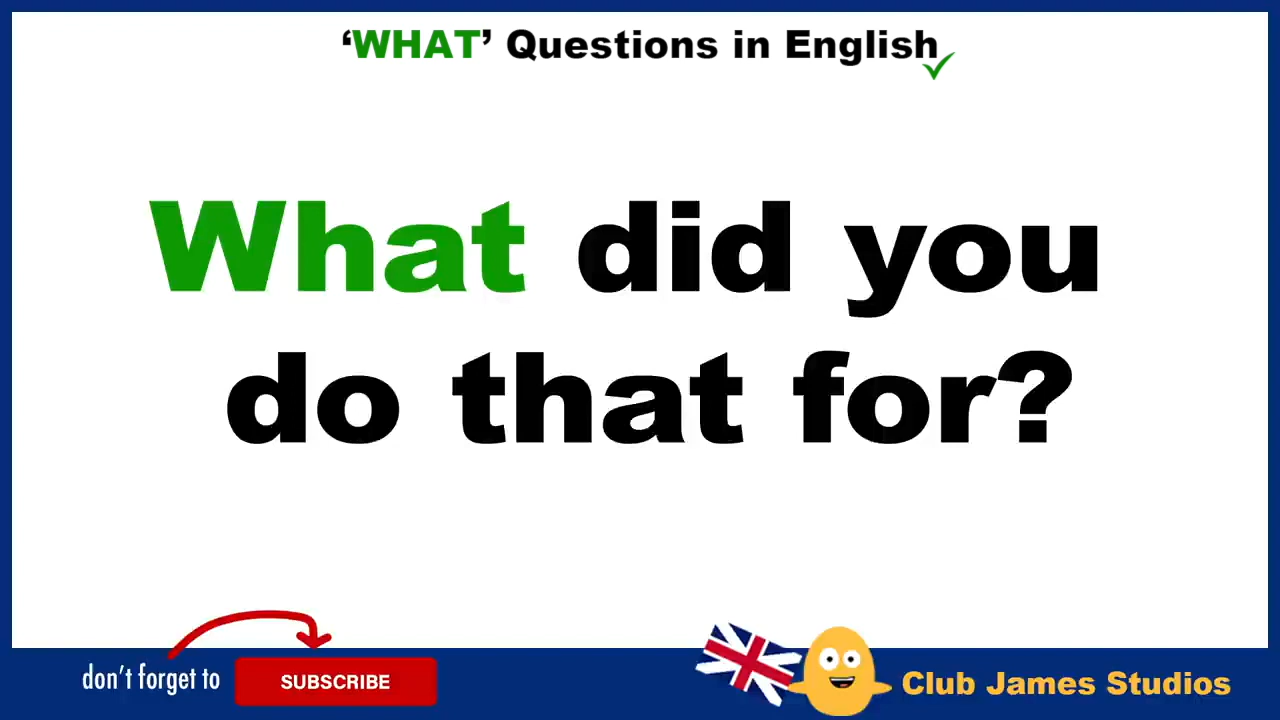 ‘WHAT’ Questions in English
What did you
do that for?
don't forget to
SUBSCRIBE
Club James Studios